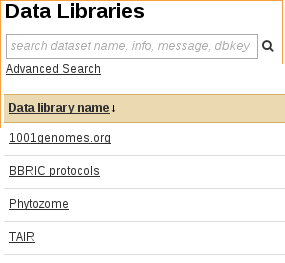 Data Libraries
search dataset name, info, message, dbkey
Advanced Search
Data library name↓
1001genomes.org
BBRIC protocols
Phytozome
TAIR